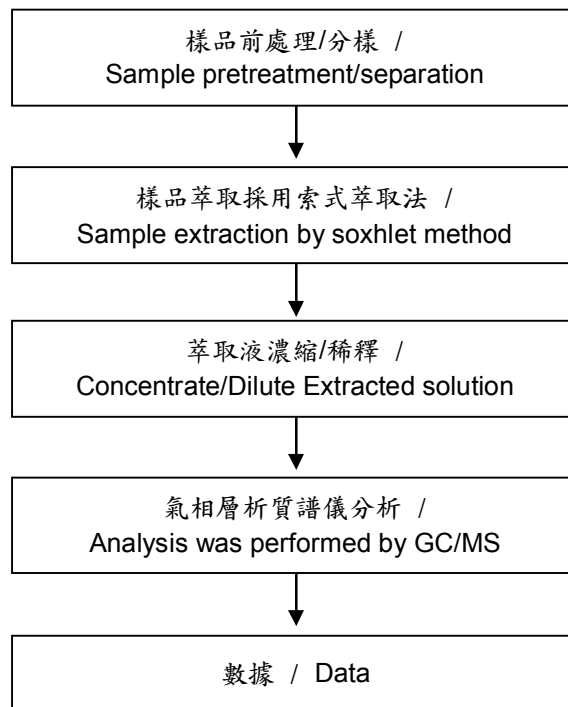 樣品前處理/分樣 /
Sample pretreatment/separation
樣品萃取採用索式萃取法 /
Sample extraction by soxhlet method
萃取液濃縮/稀釋 /
Concentrate/Dilute Extracted solution
氣相層析質譜儀分析 /
Analysis was performed by GC/MS
數據 / Data